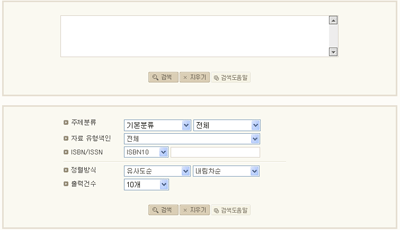 검색 지우기 검색도움말
주제분류 기본분류 전체
자료 유형색인 전체
ISBN/ISSN ISBN10
정렬방식 유사도순 내림차순
출력건수 10개
검색 지우기 검색도움말